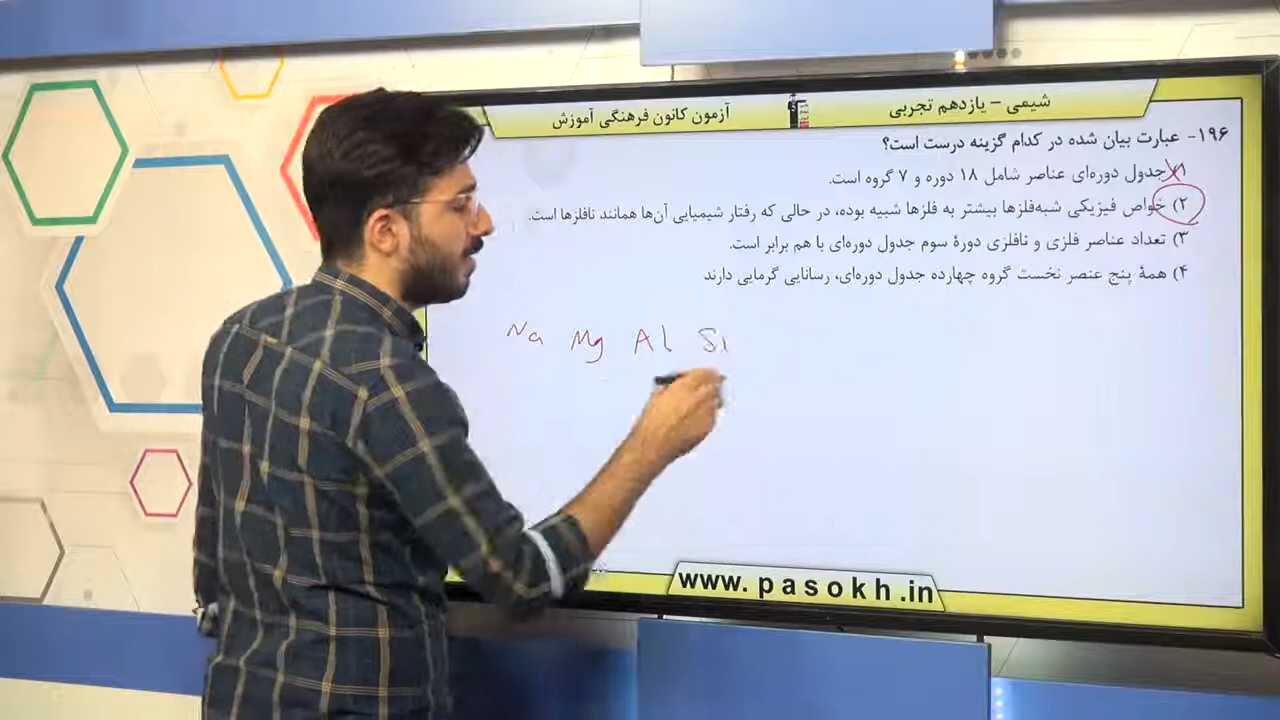 شیمی - یازدهم تجربی
آزمون کانون فرهنگی آموزش
۱۹۶- عبارت بیان شده در کدام گزینه درست است؟
۱) جدول دوره‌ای عناصر شامل ۱۸ دوره و ۷ گروه است.
۲) خواص فیزیکی شبه‌فلزها بیشتر به فلزها شبیه بوده، در حالی که رفتار شیمیایی آن‌ها همانند نافلزها است.
۳) تعداد عناصر فلزی و نافلزی دورهٔ سوم جدول دوره‌ای با هم برابر است.
۴) همهٔ پنج عنصر نخست گروه چهارده جدول دوره‌ای، رسانایی گرمایی دارند
Na Mg Al Si
www.pasokh.in